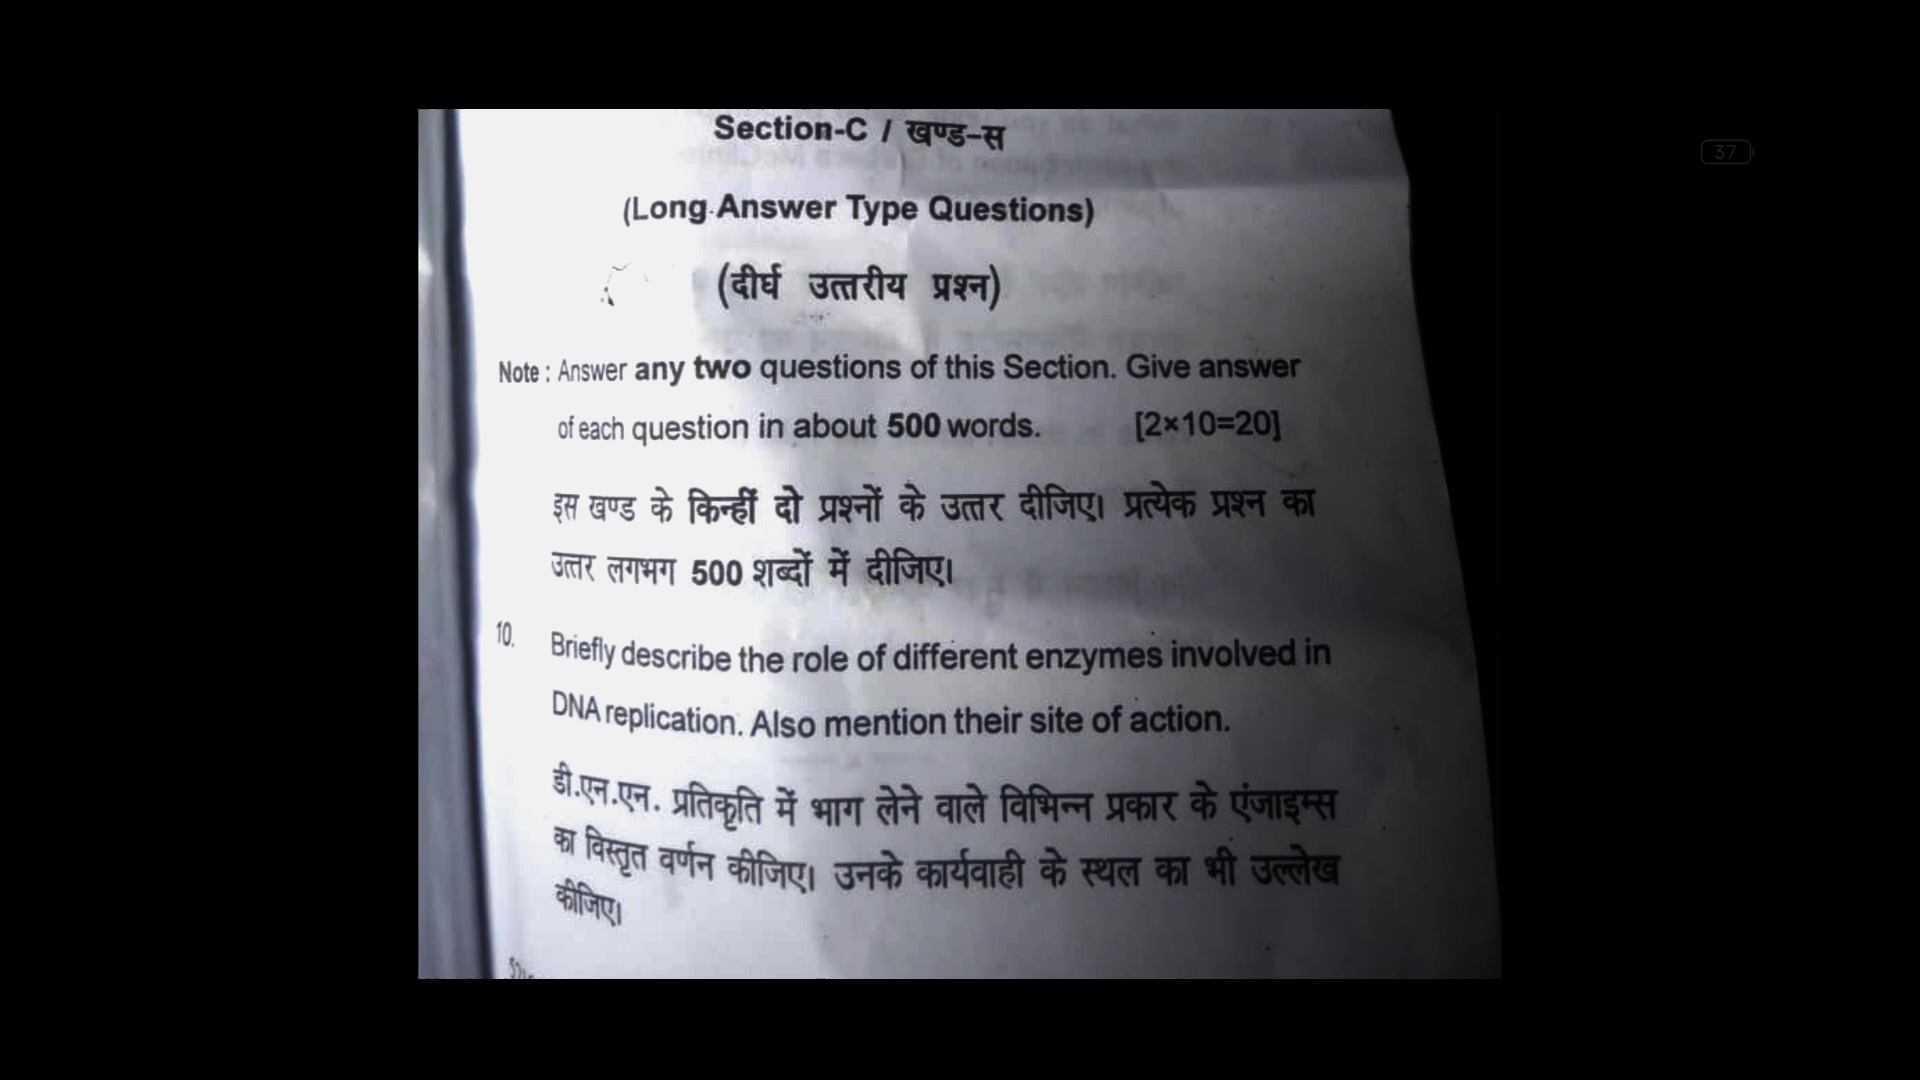 Section-C / खण्ड-स
(Long Answer Type Questions)
(दीर्घ उत्तरीय प्रश्न)
Note : Answer any two questions of this Section. Give answer
of each question in about 500 words. [2×10=20]
इस खण्ड के किन्हीं दो प्रश्नों के उत्तर दीजिए। प्रत्येक प्रश्न का
उत्तर लगभग 500 शब्दों में दीजिए।
10. Briefly describe the role of different enzymes involved in
DNA replication. Also mention their site of action.
डी.एन.एन. प्रतिकृति में भाग लेने वाले विभिन्न प्रकार के एंजाइम्स
का विस्तृत वर्णन कीजिए। उनके कार्यवाही के स्थल का भी उल्लेख
कीजिए।
37